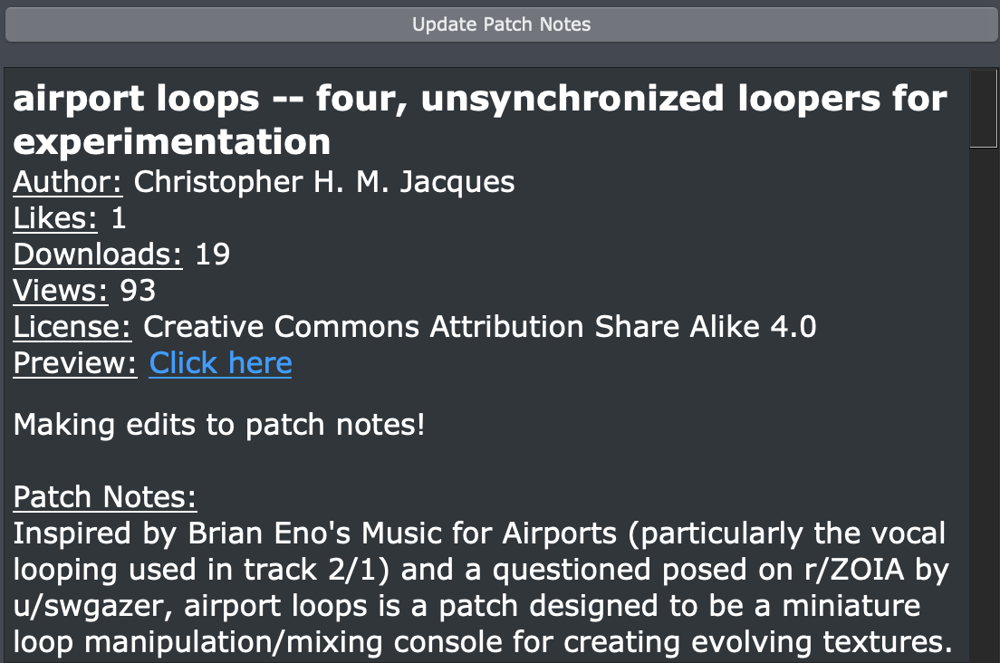 Update Patch Notes
airport loops -- four, unsynchronized loopers for
experimentation
Author: Christopher H. M. Jacques
Likes: 1
Downloads: 19
Views: 93
License: Creative Commons Attribution Share Alike 4.0
Preview: Click here
Making edits to patch notes!
Patch Notes:
Inspired by Brian Eno's Music for Airports (particularly the vocal
looping used in track 2/1) and a questioned posed on r/ZOIA by
u/swgazer, airport loops is a patch designed to be a miniature
loop manipulation/mixing console for creating evolving textures.